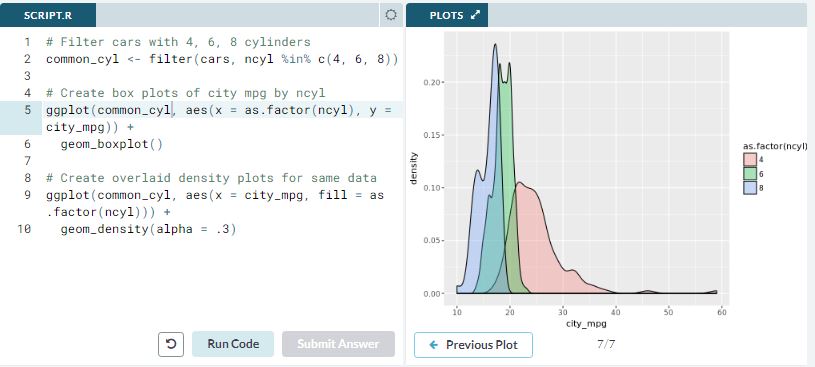 SCRIPT.R
1 # Filter cars with 4, 6, 8 cylinders
2 common_cyl <- filter(cars, ncyl %in% c(4, 6, 8))
3
4 # Create box plots of city mpg by ncyl
5 ggplot(common_cyl, aes(x = as.factor(ncyl), y =
city_mpg)) +
6 geom_boxplot()
7
8 # Create overlaid density plots for same data
9 ggplot(common_cyl, aes(x = city_mpg, fill = as
.factor(ncyl))) +
10 geom_density(alpha = .3)
Run Code
Submit Answer
PLOTS
density
0.20
0.15
0.10
0.05
0.00
10 20 30 40 50 60
city_mpg
as.factor(ncyl)
4
6
8
Previous Plot
7/7